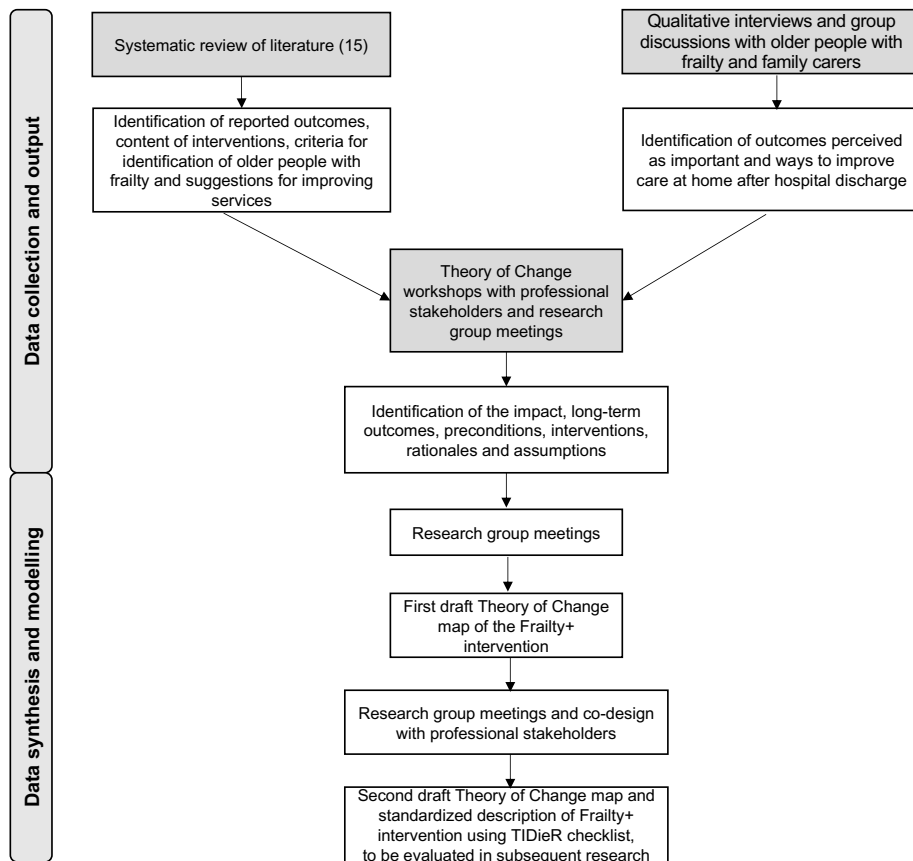 Data collection and output
Systematic review of literature (15)
Qualitative interviews and group
discussions with older people with
frailty and family carers
Identification of reported outcomes,
content of interventions, criteria for
identification of older people with
frailty and suggestions for improving
services
Identification of outcomes perceived
as important and ways to improve
care at home after hospital discharge
Theory of Change
workshops with professional
stakeholders and research
group meetings
Identification of the impact, long-term
outcomes, preconditions, interventions,
rationales and assumptions
Data synthesis and modelling
Research group meetings
First draft Theory of Change
map of the Frailty+
intervention
Research group meetings and co-design
with professional stakeholders
Second draft Theory of Change map and
standardized description of Frailty+
intervention using TIDieR checklist,
to be evaluated in subsequent research